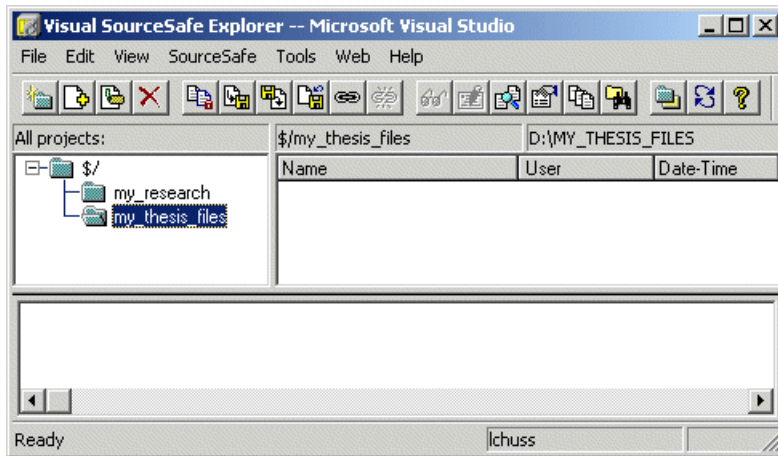 Visual SourceSafe Explorer -- Microsoft Visual Studio
File Edit View SourceSafe Tools Web Help
All projects: $/my_thesis_files D:\MY_THESIS_FILES
$/ Name User Date-Time
my_research
my_thesis_files
Ready lchuss